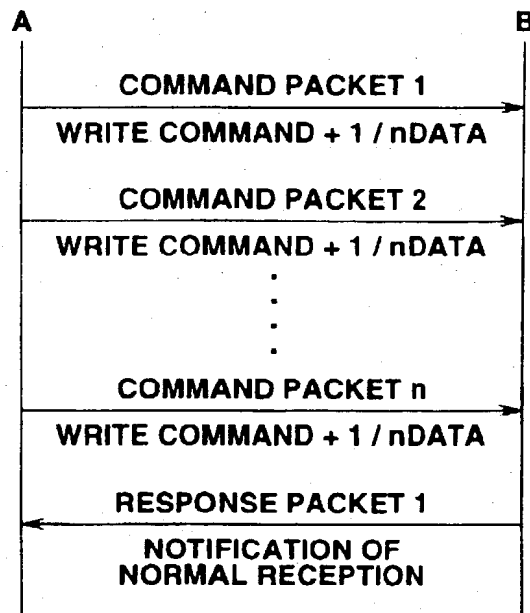 A B
COMMAND PACKET 1
WRITE COMMAND + 1 / nDATA
COMMAND PACKET 2
WRITE COMMAND + 1 / nDATA
COMMAND PACKET n
WRITE COMMAND + 1 / nDATA
RESPONSE PACKET 1
NOTIFICATION OF
NORMAL RECEPTION